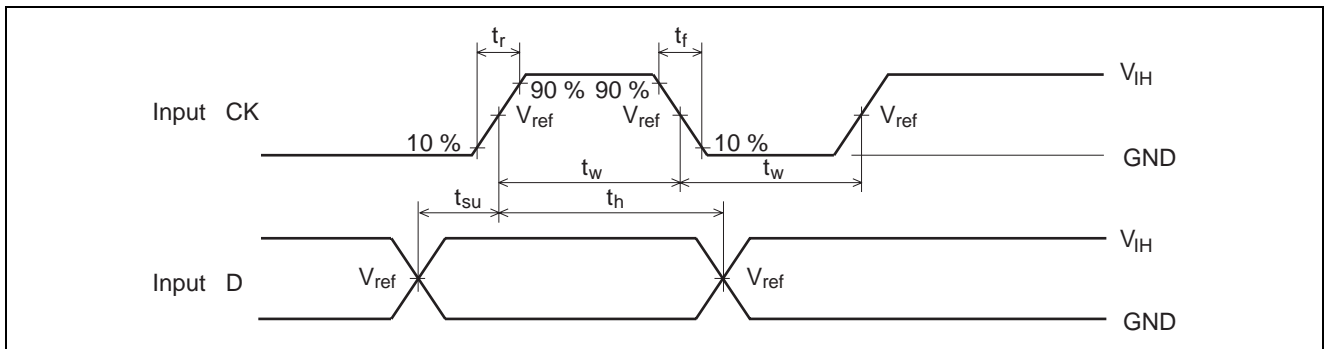 tr
tf
VIH
90 % 90 %
Input CK
Vref
Vref
Vref
10 %
10 %
GND
tw
tw
tsu
th
VIH
Input D
Vref
Vref
GND